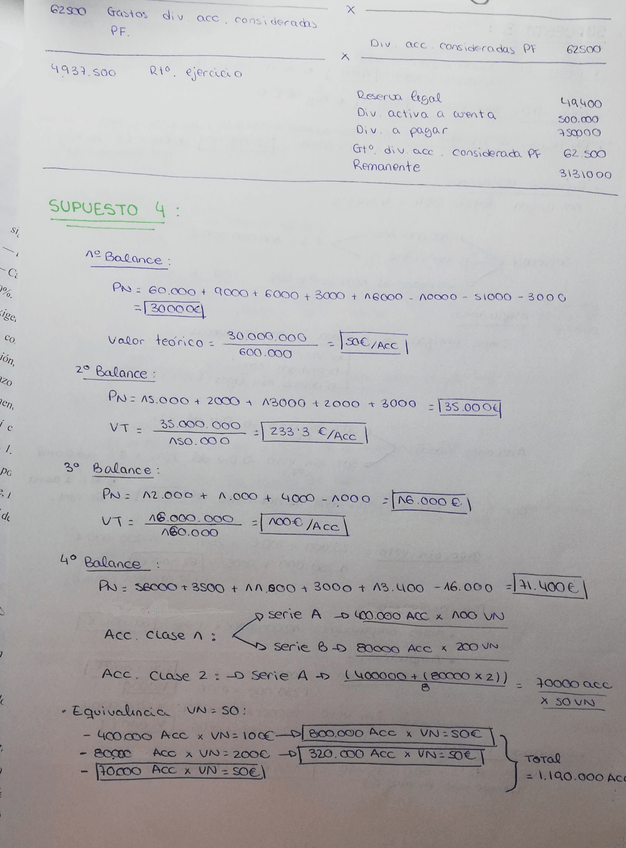 62500 Gastos div acc. consideradas
PF.
x
Div acc. consideradas PF 62500
x
4.937.500 Rtº. ejercicio
Reserva legal 419.400
Div. activa a cuenta 500.000
Div. a pagar 750000
Gtº. div acc. considerada PF 62.500
Remanente 3131000
SUPUESTO 4 :
1º Balance :
PN = 60.000 + 9000 + 6000 + 3000 + 16000 - 10000 - 51000 - 3000
= 30000€
Valor teórico = 30.000.000 / 600.000 = 50€/Acc
2º Balance :
PN = 15.000 + 2000 + 13000 + 2000 + 3000 = 35.000€
VT = 35.000.000 / 150.000 = 233'3 €/Acc
3º Balance :
PN = 12.000 + 1.000 + 4000 - 1000 = 16.000 €
VT = 16.000.000 / 160.000 = 100€/Acc
4º Balance :
PN = 56000 + 3500 + 11.500 + 3000 + 13.400 - 16.000 = 71.400€
Acc. clase 1 :
serie A → 400.000 ACC x 100 VN
serie B → 80000 ACC x 200 VN
Acc. clase 2 : → serie A → (400000 + (80000 x 2)) / 8 = 70000 acc x 50 VN
• Equivalencia VN = 50 :
- 400000 Acc x VN = 100€ → 800.000 Acc x VN = 50€
- 80000 Acc x VN = 200€ → 320.000 Acc x VN = 50€
- 70000 Acc x VN = 50€
TOTAL
= 1.190.000 Acc